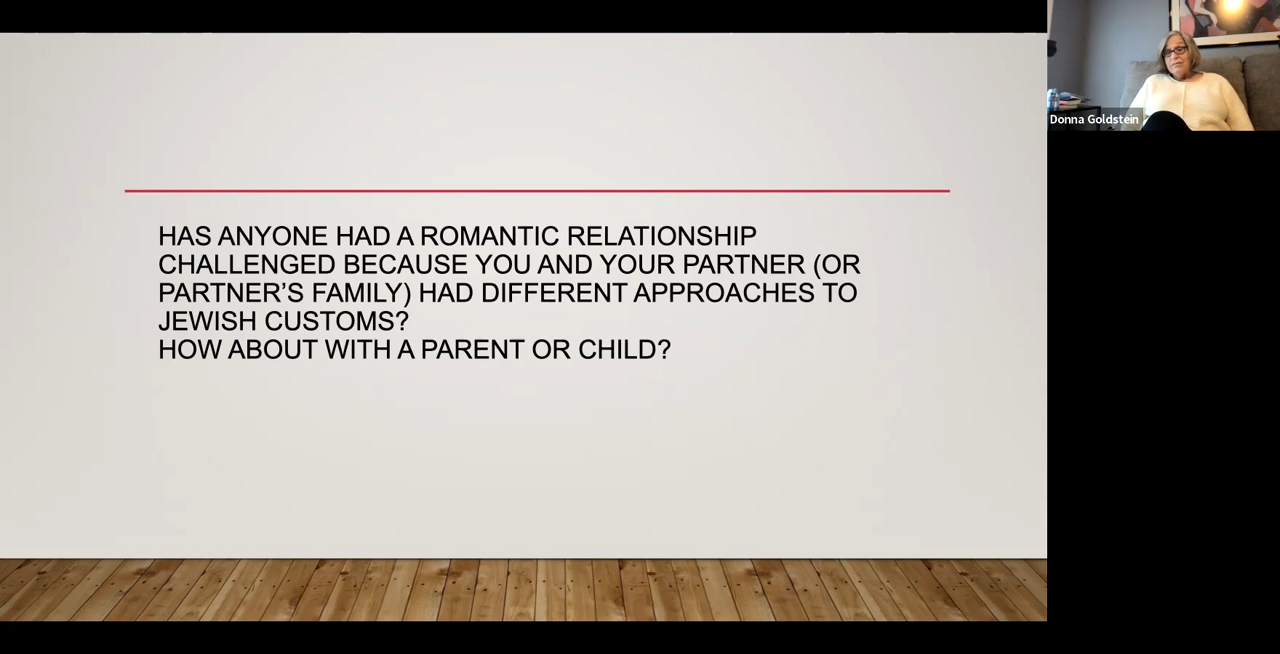 HAS ANYONE HAD A ROMANTIC RELATIONSHIP
CHALLENGED BECAUSE YOU AND YOUR PARTNER (OR
PARTNER’S FAMILY) HAD DIFFERENT APPROACHES TO
JEWISH CUSTOMS?
HOW ABOUT WITH A PARENT OR CHILD?
Donna Goldstein